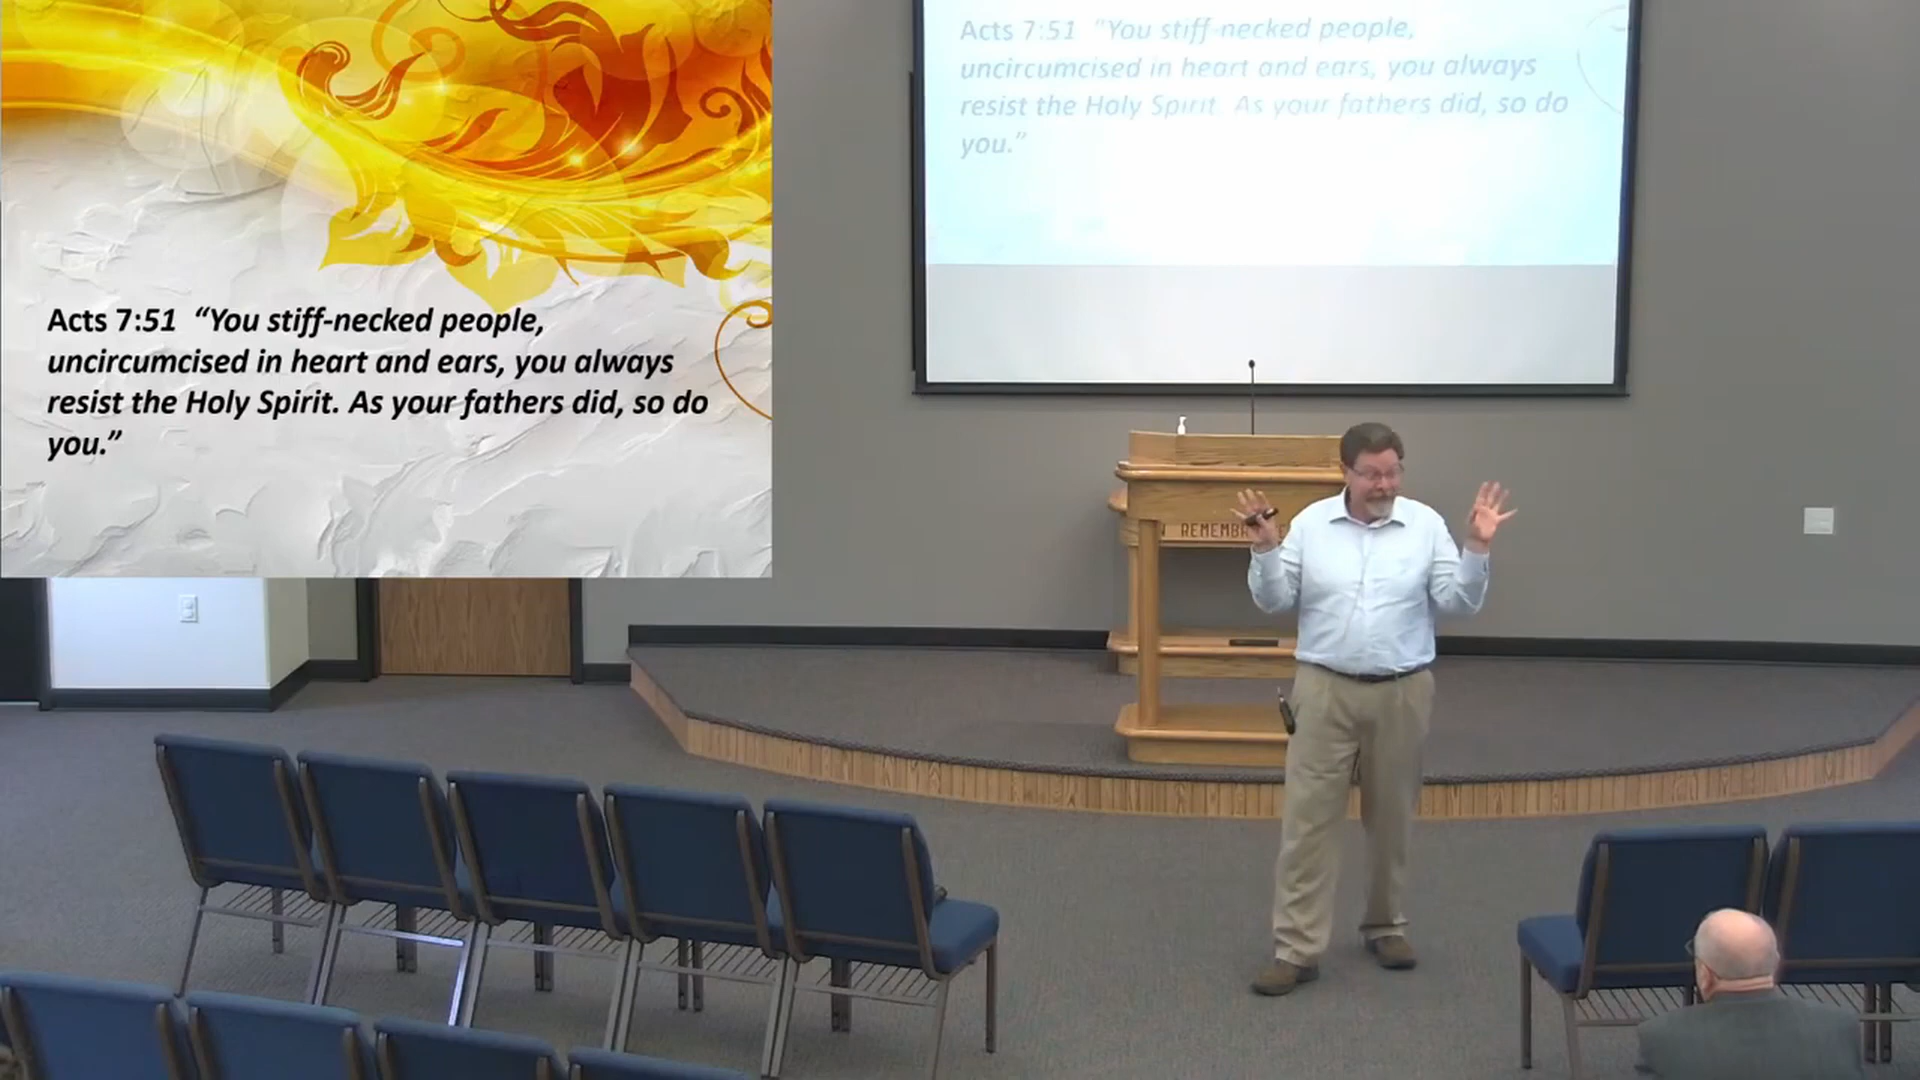 Acts 7:51 “You stiff-necked people,
uncircumcised in heart and ears, you always
resist the Holy Spirit. As your fathers did, so do
you.”
Acts 7:51 “You stiff-necked people,
uncircumcised in heart and ears, you always
resist the Holy Spirit. As your fathers did, so do
you.”